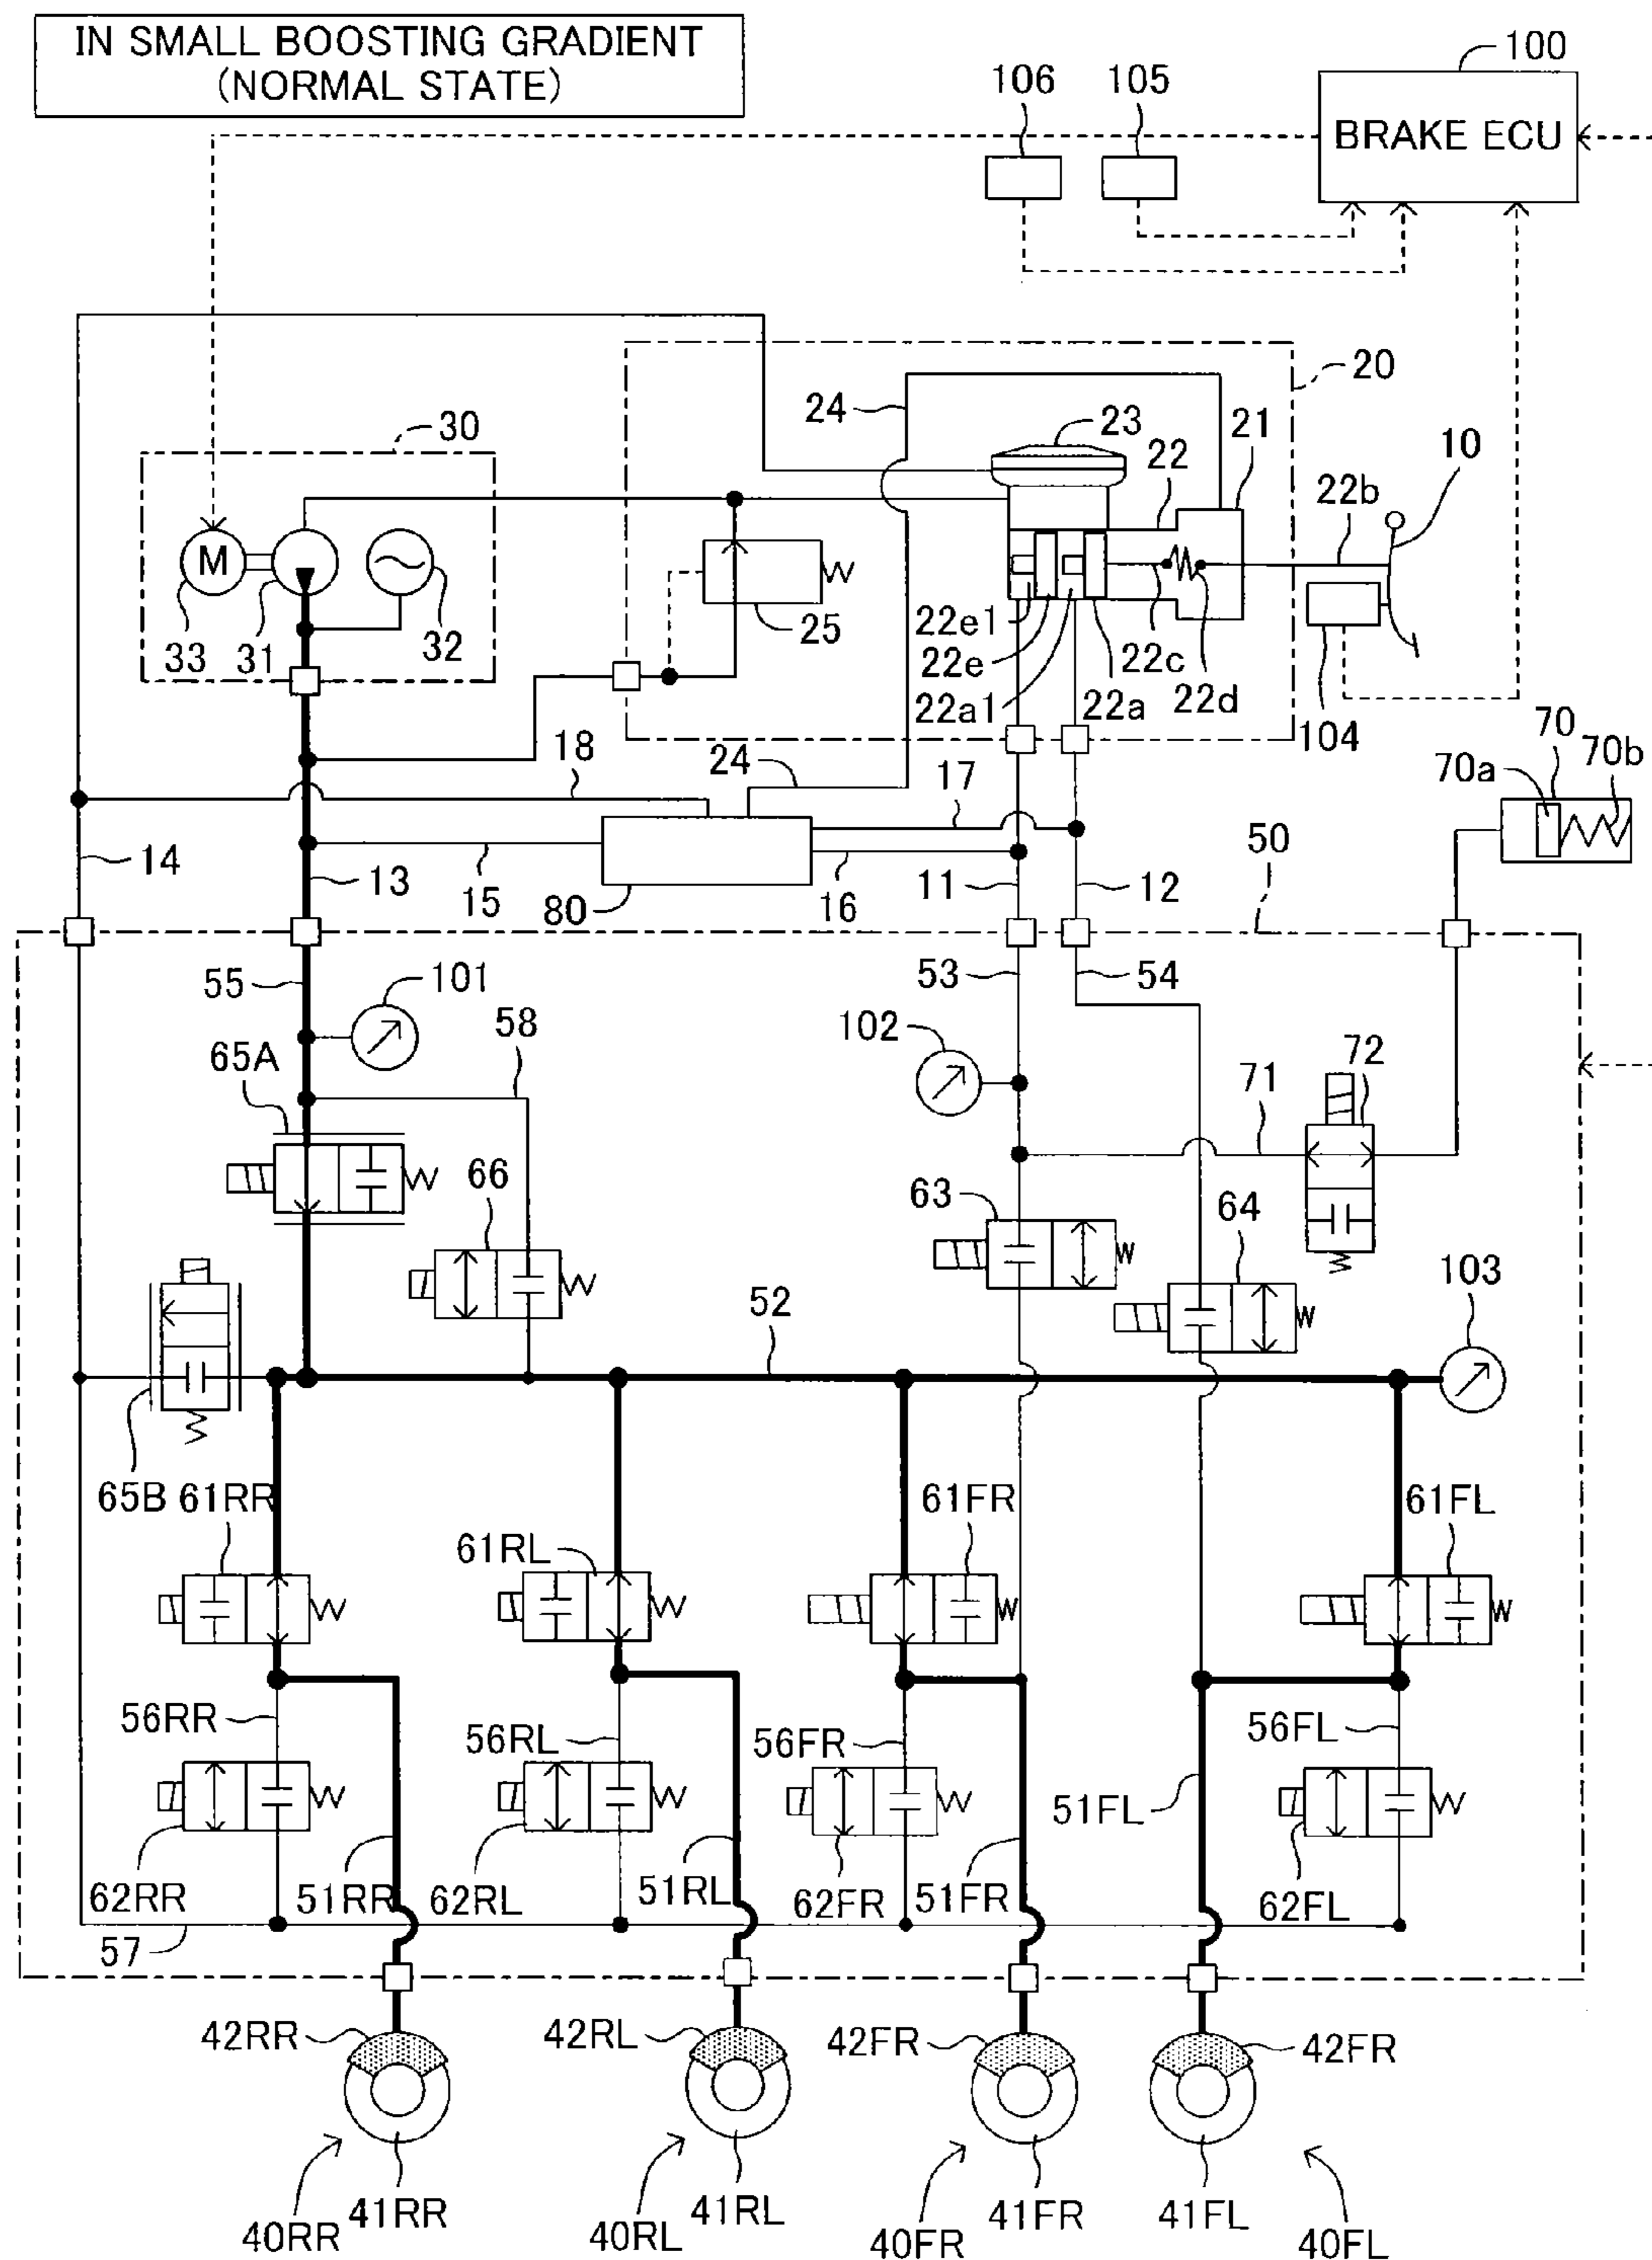 IN SMALL BOOSTING GRADIENT
(NORMAL STATE)
100
106
105
BRAKE ECU
20
24
23
21
30
22
10
22b
M
33
31
32
25
22e1
22e
22a1
22c
22a
22d
104
70
70a
70b
18
24
17
50
14
13
15
80
16
11
12
55
101
53
54
58
102
65A
72
71
66
63
64
103
52
65B
61RR
61FR
61FL
61RL
56RR
56RL
56FR
56FL
51FL
62RR
51RR
62RL
51RL
62FR
51FR
62FL
57
42RR
42RL
42FR
42FR
40RR
41RR
40RL
41RL
40FR
41FR
41FL
40FL